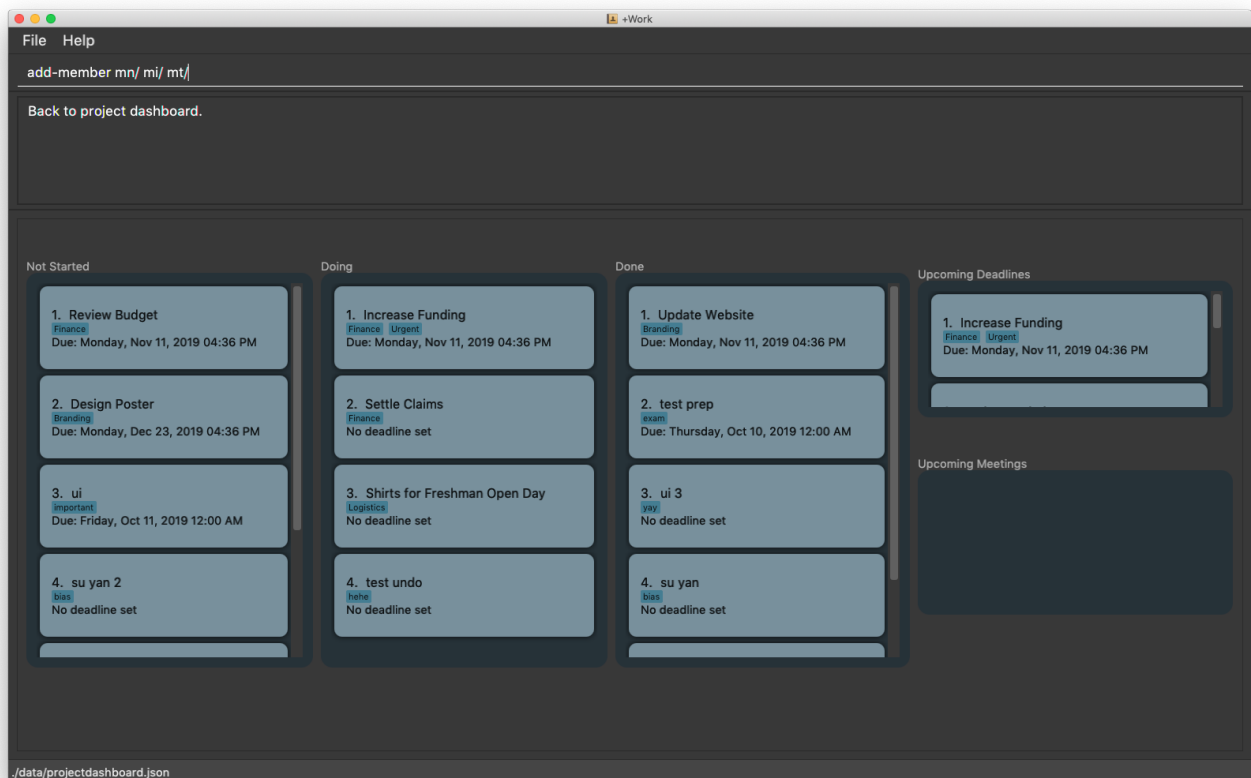 +Work
File Help
add-member mn/ mi/ mt/
Back to project dashboard.
Not Started
1. Review Budget
Finance
Due: Monday, Nov 11, 2019 04:36 PM
2. Design Poster
Branding
Due: Monday, Dec 23, 2019 04:36 PM
3. ui
important
Due: Friday, Oct 11, 2019 12:00 AM
4. su yan 2
bias
No deadline set
Doing
1. Increase Funding
Finance Urgent
Due: Monday, Nov 11, 2019 04:36 PM
2. Settle Claims
Finance
No deadline set
3. Shirts for Freshman Open Day
Logistics
No deadline set
4. test undo
hehe
No deadline set
Done
1. Update Website
Branding
Due: Monday, Nov 11, 2019 04:36 PM
2. test prep
exam
Due: Thursday, Oct 10, 2019 12:00 AM
3. ui 3
yay
No deadline set
4. su yan
bias
No deadline set
Upcoming Deadlines
1. Increase Funding
Finance Urgent
Due: Monday, Nov 11, 2019 04:36 PM
Upcoming Meetings
./data/projectdashboard.json